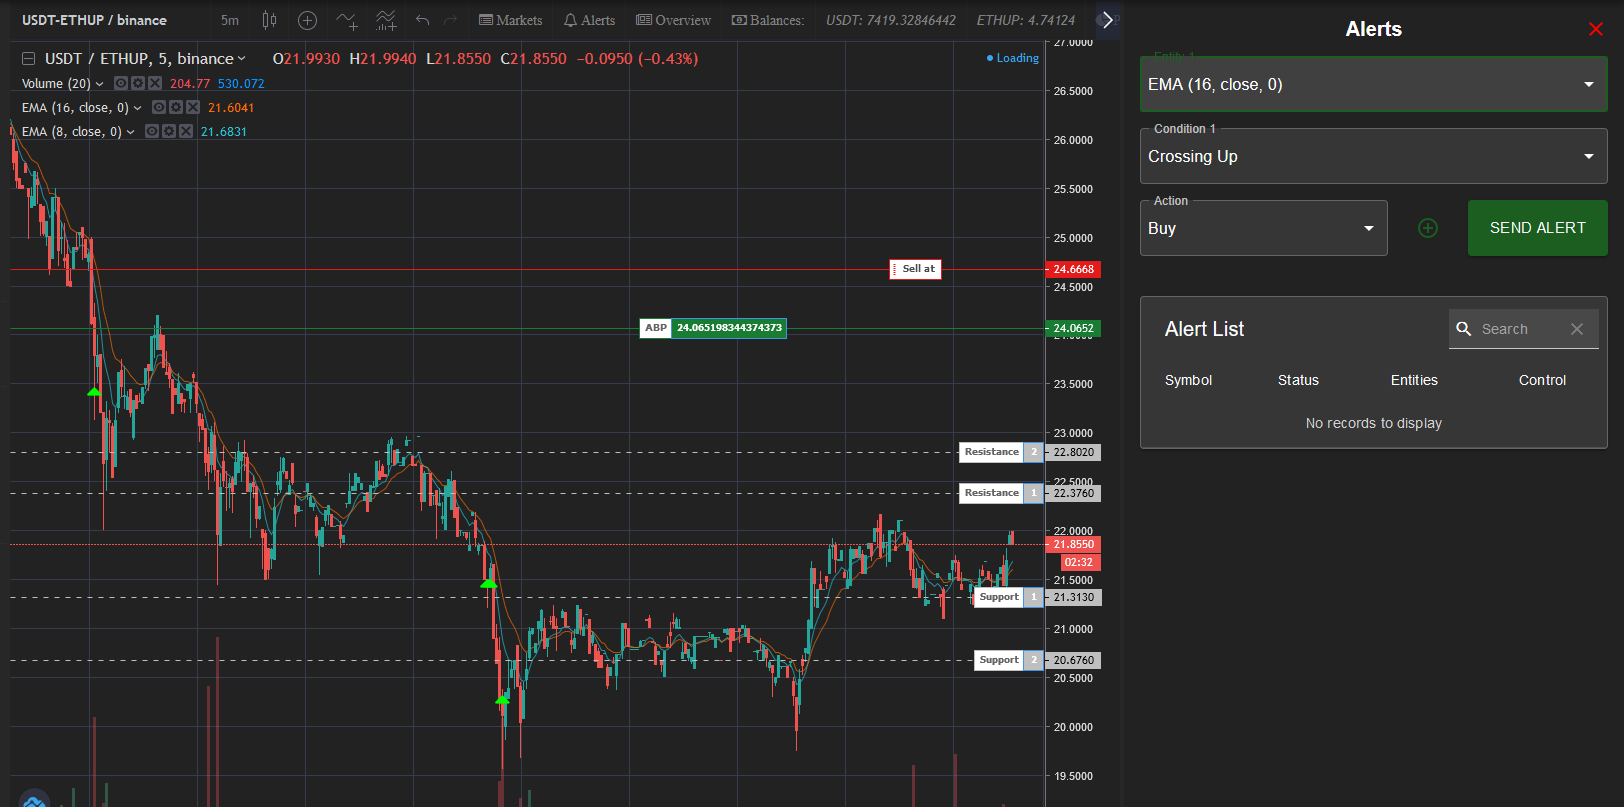 USDT-ETHUP / binance 5m Markets Alerts Overview Balances: USDT: 7419.32846442 ETHUP: 4.74124
USDT / ETHUP, 5, binance O21.9930 H21.9940 L21.8550 C21.8550 −0.0950 (−0.43%)
Loading
Volume (20) 204.77 530.072
EMA (16, close, 0) 21.6041
EMA (8, close, 0) 21.6831
27.0000
26.5000
26.0000
25.5000
25.0000
Sell at 24.6668
24.5000
ABP 24.065198344374373 24.0652
23.5000
23.0000
Resistance 2 22.8020
22.5000
Resistance 1 22.3760
22.0000
21.8550
02:32
21.5000
Support 1 21.3130
21.0000
Support 2 20.6760
20.5000
20.0000
19.5000
Alerts
Entity 1
EMA (16, close, 0)
Condition 1
Crossing Up
Action
Buy
SEND ALERT
Alert List
Search
Symbol Status Entities Control
No records to display